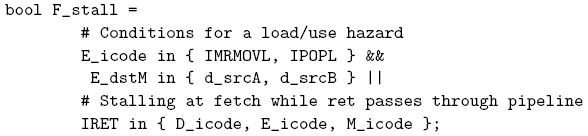 bool F_stall =
# Conditions for a load/use hazard
E_icode in { IMRMOVL, IPOPL } &&
E_dstM in { d_srcA, d_srcB } ||
# Stalling at fetch while ret passes through pipeline
IRET in { D_icode, E_icode, M_icode };